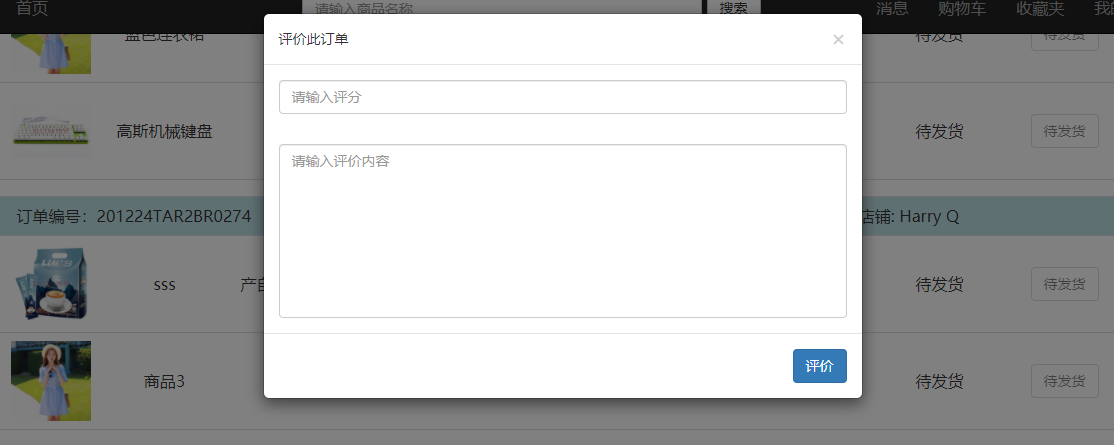 首页
请输入商品名称
搜索
消息
购物车
收藏夹
我的
蓝色连衣裙
待发货
待发货
评价此订单
×
请输入评分
高斯机械键盘
待发货
待发货
请输入评价内容
订单编号：201224TAR2BR0274
店铺: Harry Q
sss
产自
待发货
待发货
商品3
待发货
待发货
评价